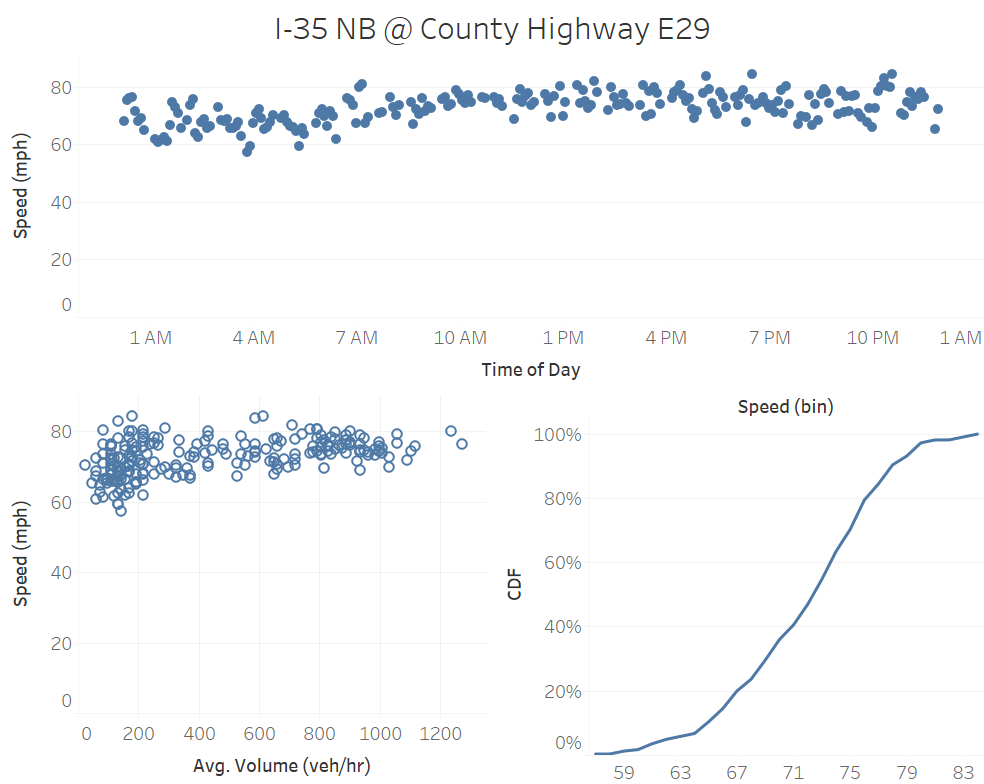 I-35 NB @ County Highway E29
80
60
40
20
0
Speed (mph)
1 AM 4 AM 7 AM 10 AM 1 PM 4 PM 7 PM 10 PM 1 AM
Time of Day
80
60
40
20
0
Speed (mph)
0 200 400 600 800 1000 1200
Avg. Volume (veh/hr)
Speed (bin)
100%
80%
60%
40%
20%
0%
CDF
59 63 67 71 75 79 83